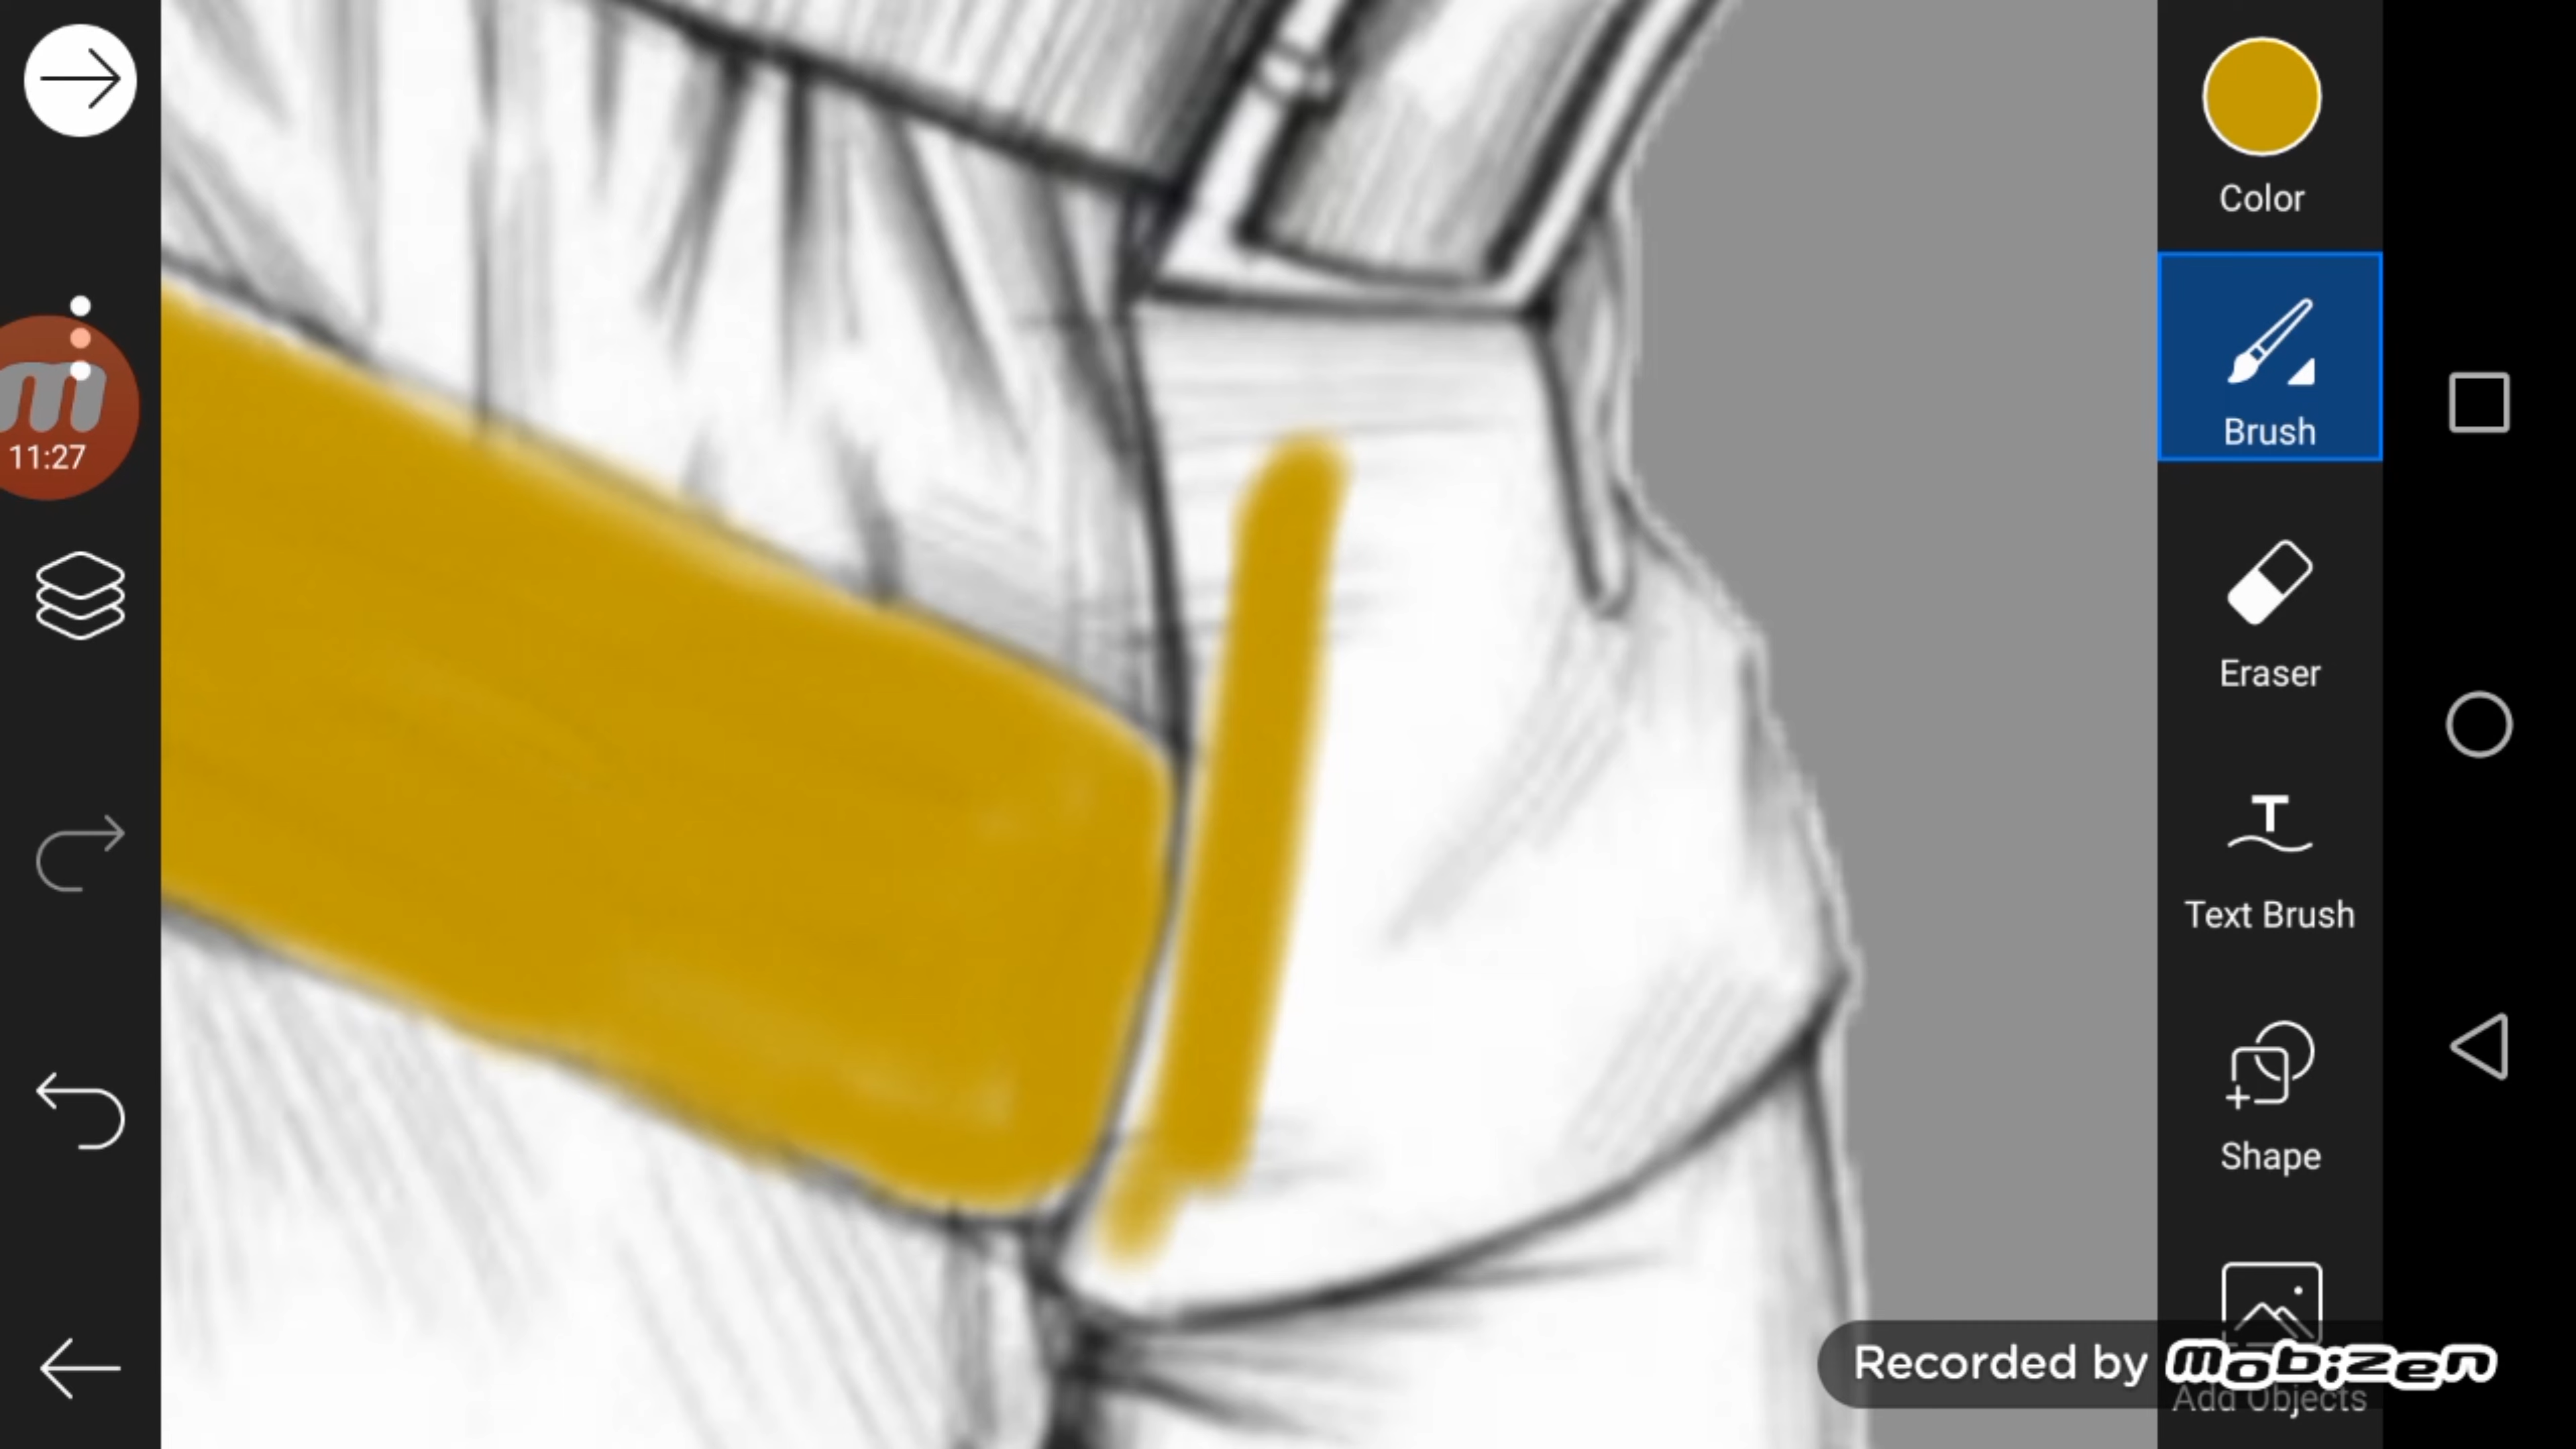 Color
m
11:27
Brush
Eraser
T
Text Brush
Shape
Recorded by mobizen
Add Objects